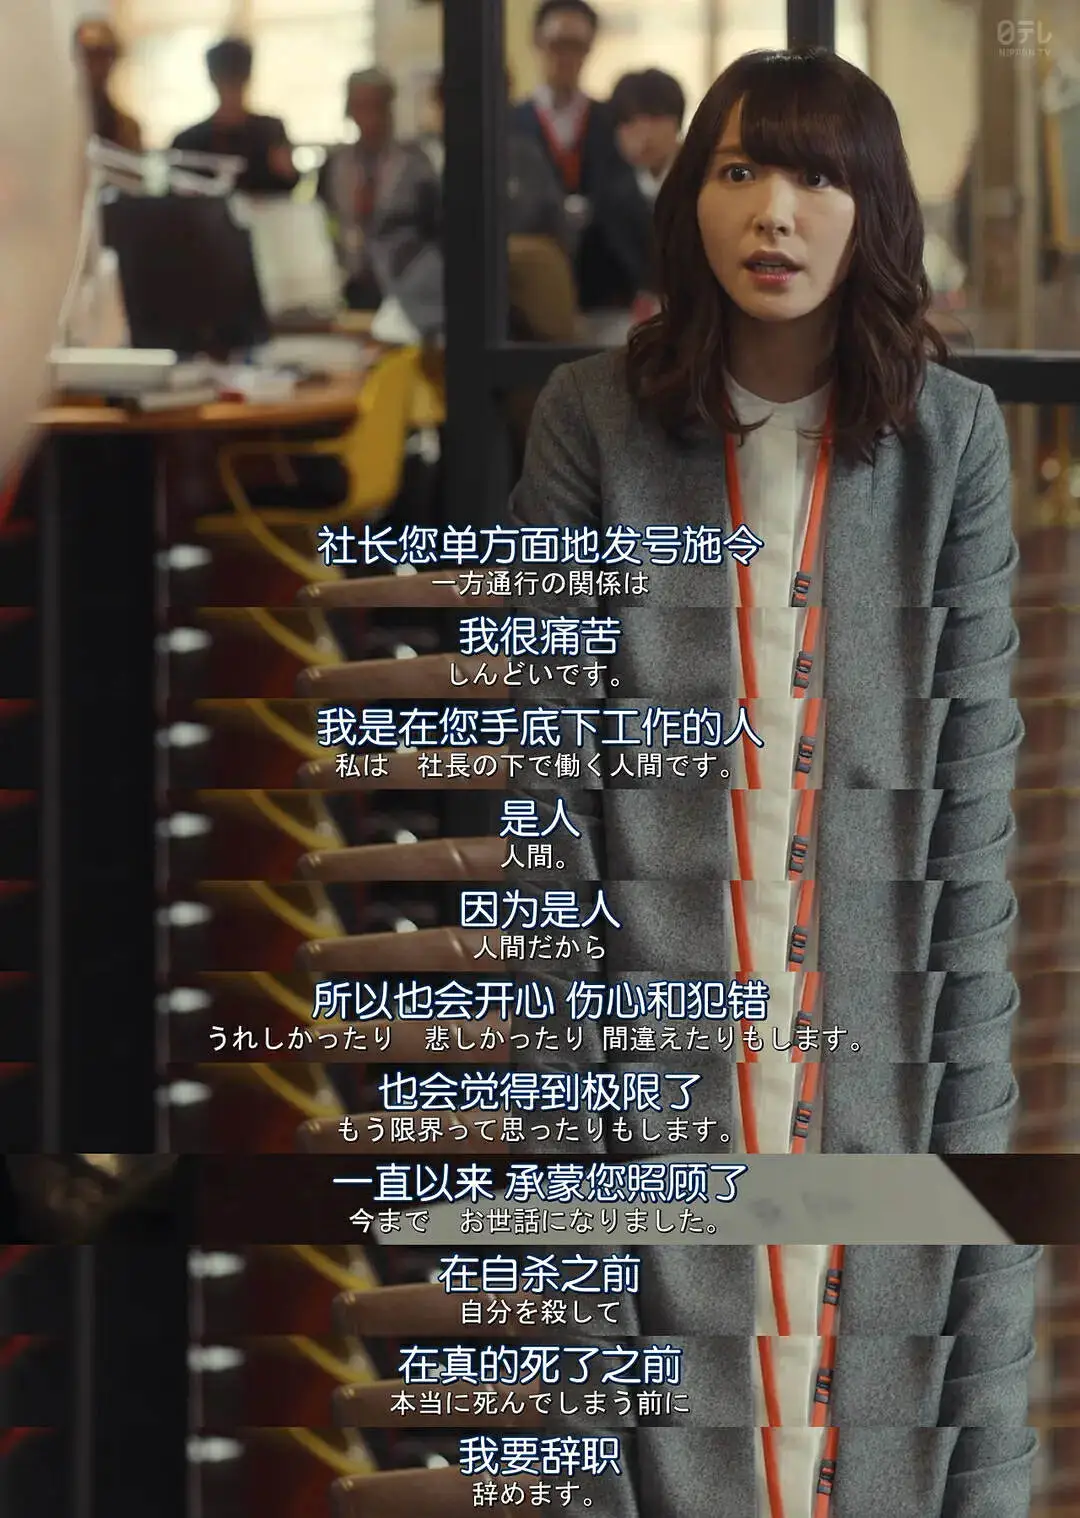 日テレ
NIPPON TV
社长您单方面地发号施令
一方通行の関係は
我很痛苦
しんどいです。
我是在您手底下工作的人
私は　社長の下で働く人間です。
是人
人間。
因为是人
人間だから
所以也会开心 伤心和犯错
うれしかったり　悲しかったり 間違えたりもします。
也会觉得到极限了
もう限界って思ったりもします。
一直以来 承蒙您照顾了
今まで　お世話になりました。
在自杀之前
自分を殺して
在真的死了之前
本当に死んでしまう前に
我要辞职
辞めます。